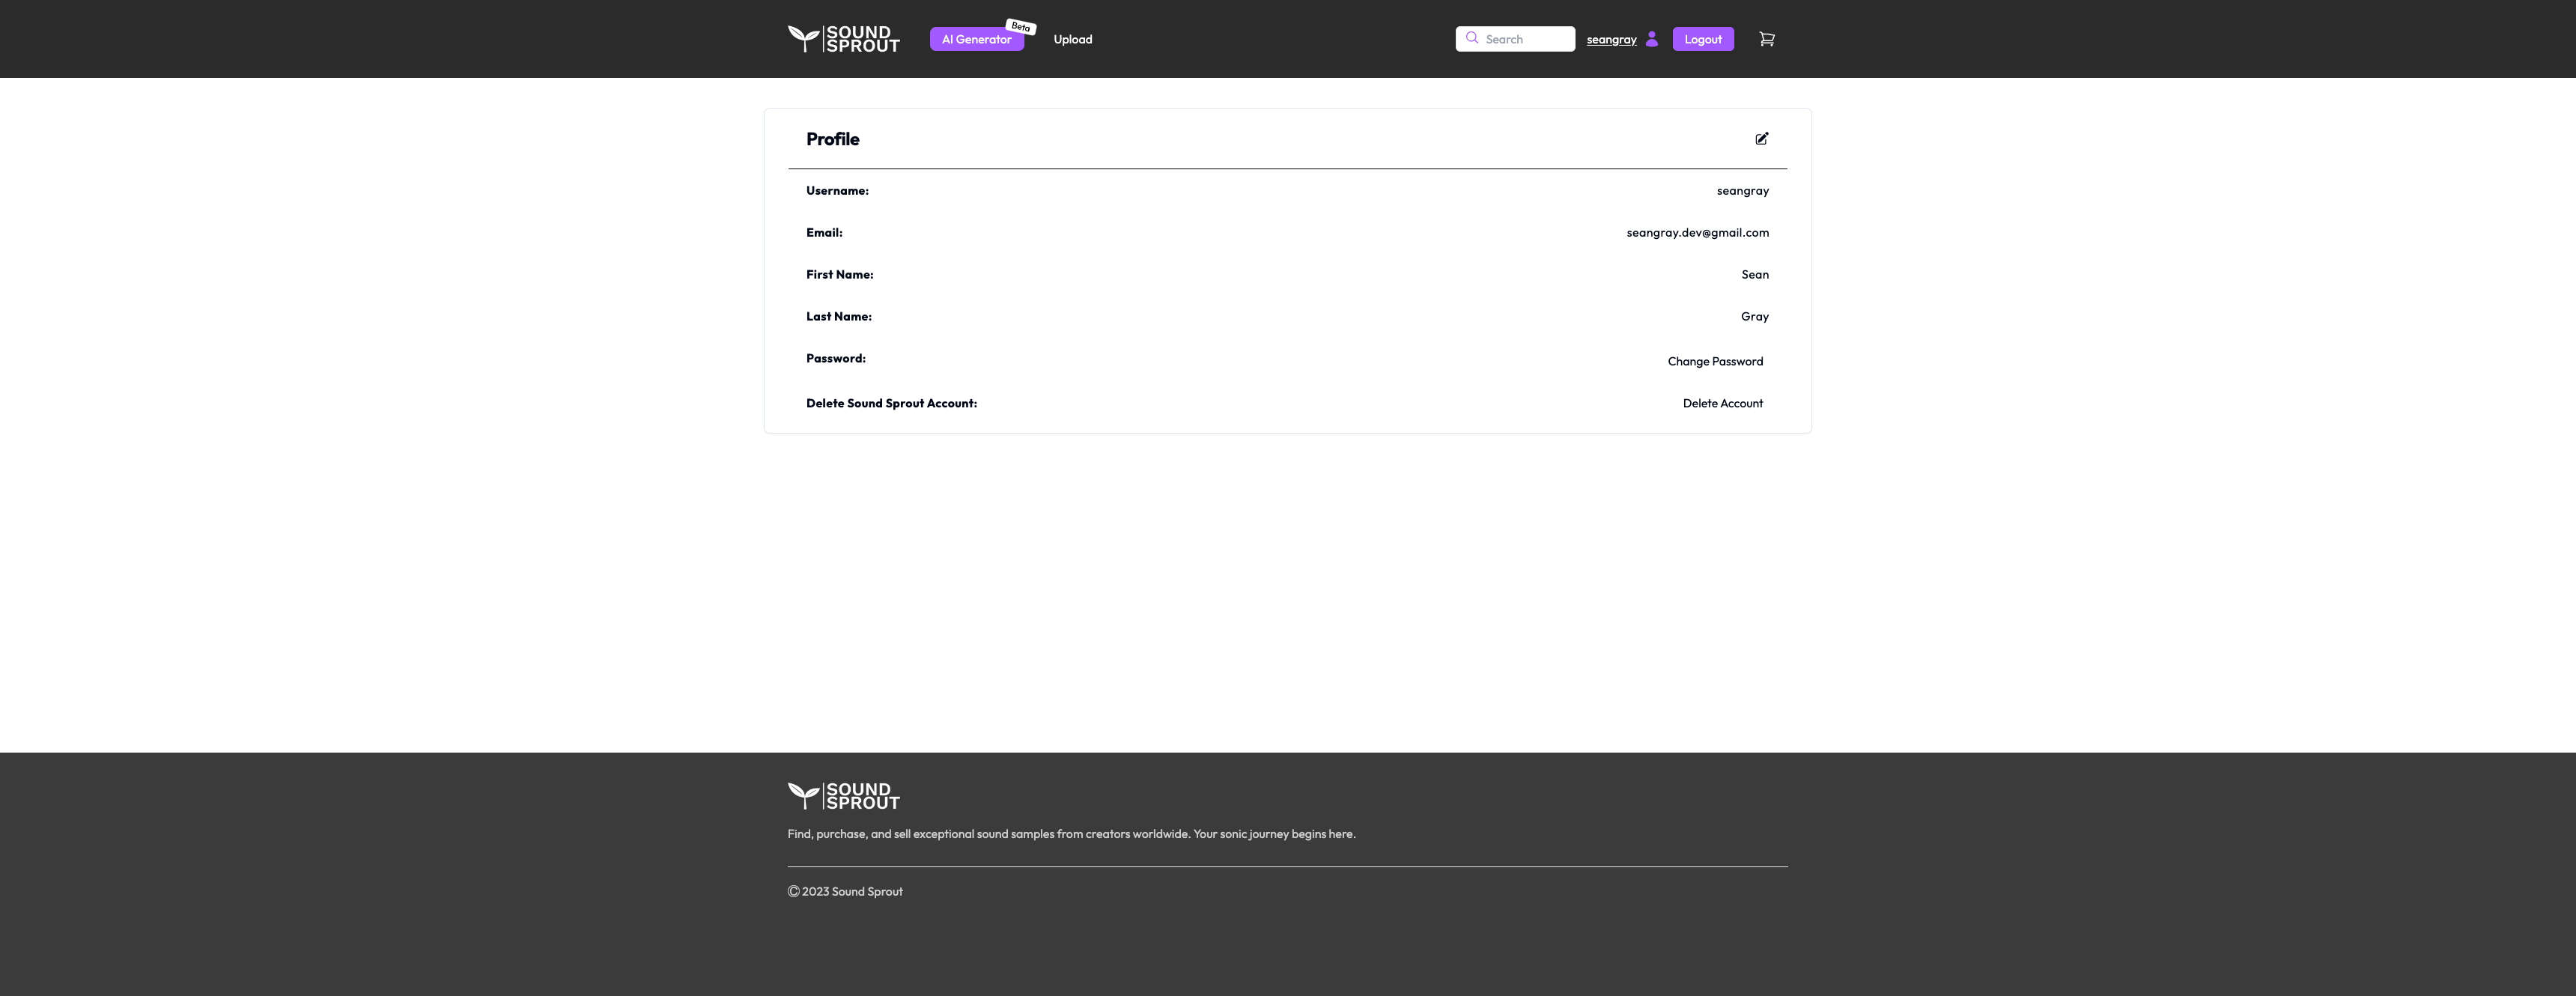 SOUND SPROUT
AI Generator
Beta
Upload
Search
seangray
Logout
Profile
Username: seangray
Email: seangray.dev@gmail.com
First Name: Sean
Last Name: Gray
Password: Change Password
Delete Sound Sprout Account: Delete Account
SOUND SPROUT
Find, purchase, and sell exceptional sound samples from creators worldwide. Your sonic journey begins here.
© 2023 Sound Sprout